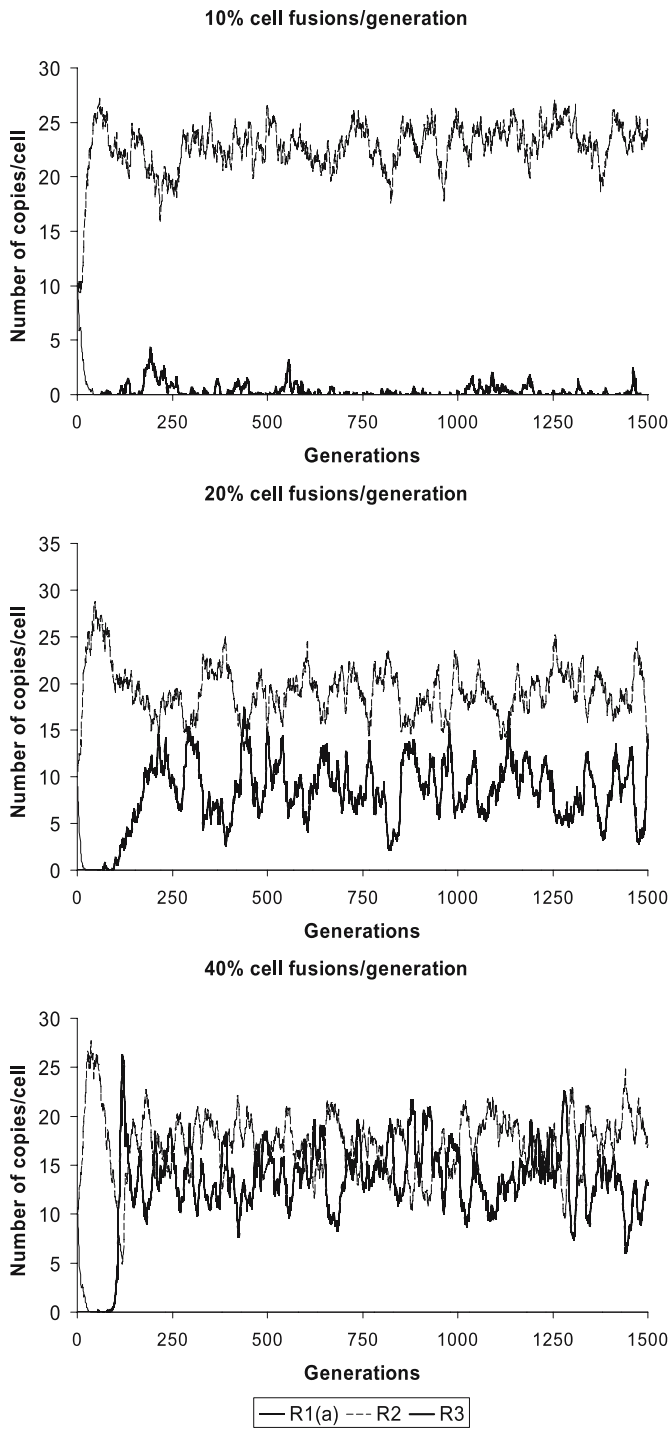 10% cell fusions/generation
Number of copies/cell
30
25
20
15
10
5
0
0 250 500 750 1000 1250 1500
Generations
20% cell fusions/generation
Number of copies/cell
35
30
25
20
15
10
5
0
0 250 500 750 1000 1250 1500
Generations
40% cell fusions/generation
Number of copies/cell
30
25
20
15
10
5
0
0 250 500 750 1000 1250 1500
Generations
R1(a) R2 R3